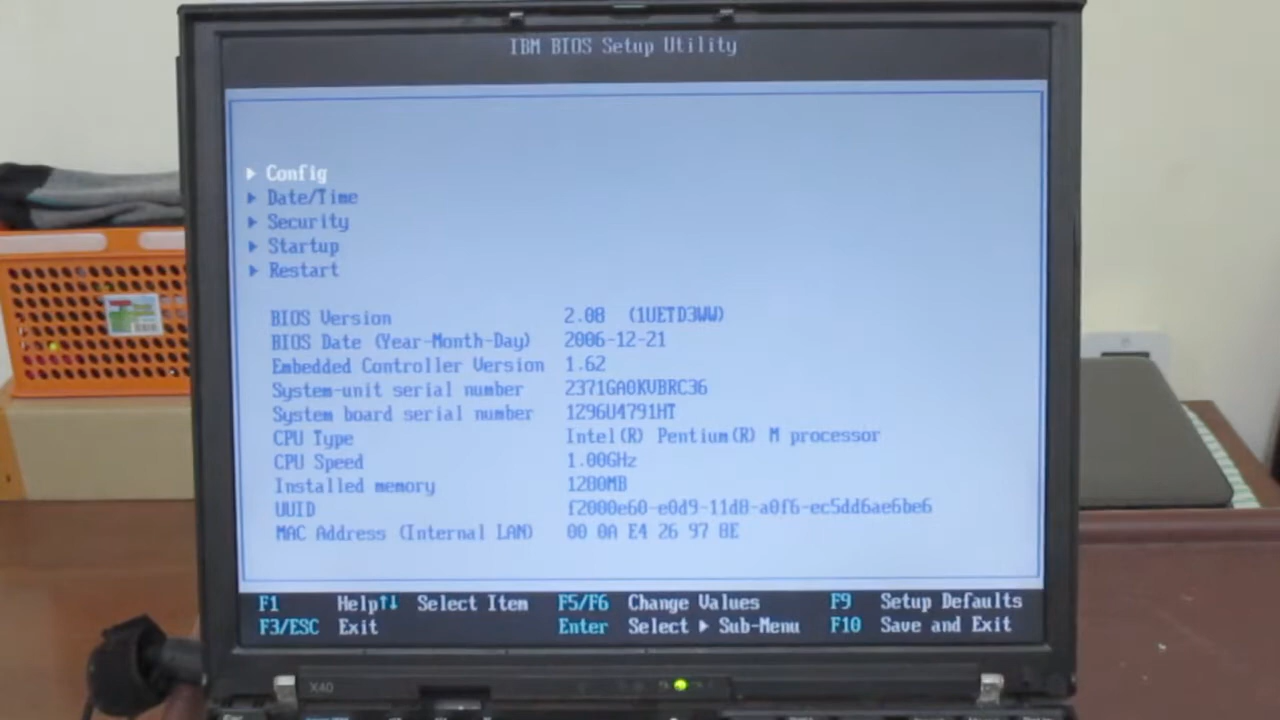 IBM BIOS Setup Utility
Config
Date/Time
Security
Startup
Restart
BIOS Version 2.08 (1UETD3WW)
BIOS Date (Year-Month-Day) 2006-12-21
Embedded Controller Version 1.62
System-unit serial number 2371GA0KVBRC36
System board serial number 1296U4791HT
CPU Type Intel(R) Pentium(R) M processor
CPU Speed 1.00GHz
Installed memory 1280MB
UUID f2000e60-e0d9-11d8-a0f6-ec5dd6ae6be6
MAC Address (Internal LAN) 00 0A E4 26 97 8E
F1 Help ↑↓ Select Item F5/F6 Change Values F9 Setup Defaults
F3/ESC Exit Enter Select ▸ Sub-Menu F10 Save and Exit
X40